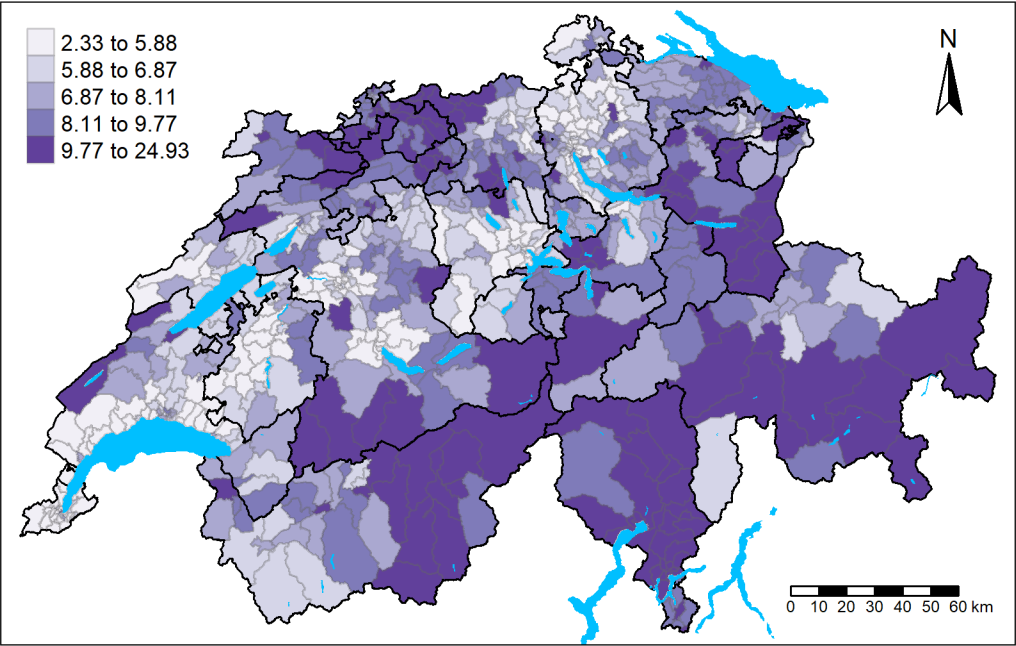 2.33 to 5.88
5.88 to 6.87
6.87 to 8.11
8.11 to 9.77
9.77 to 24.93
N
0 10 20 30 40 50 60 km